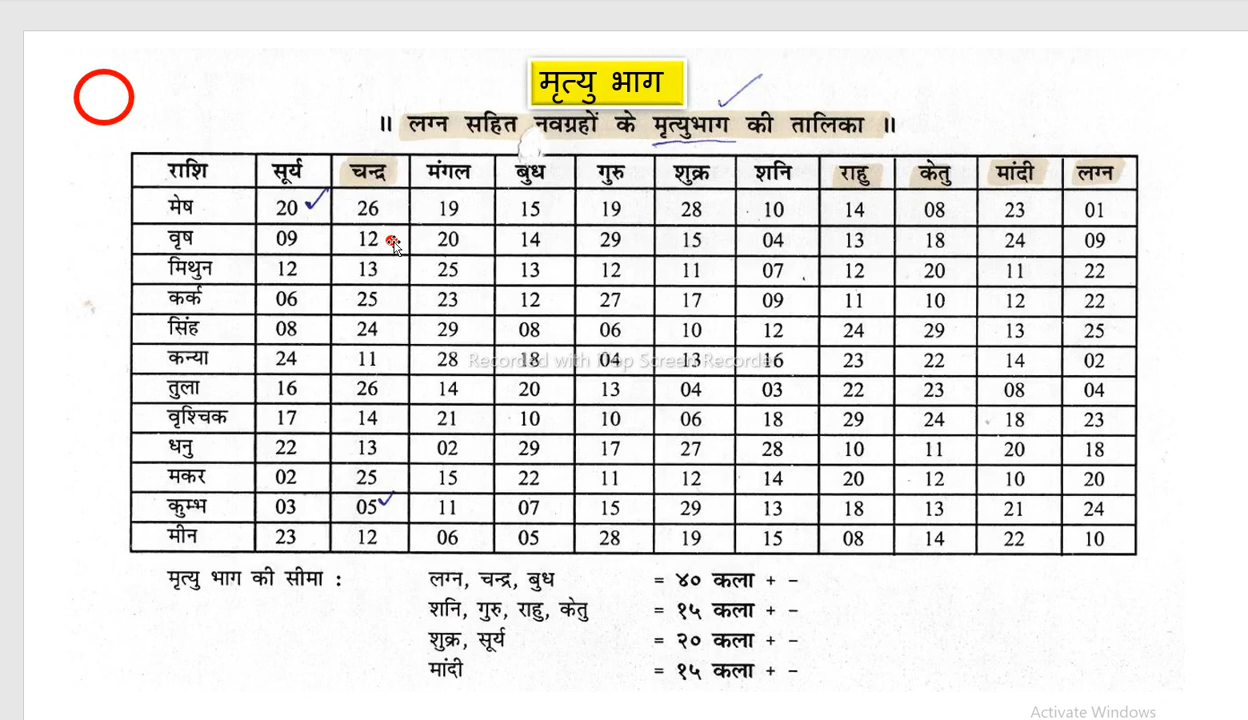 मृत्यु भाग
॥ लग्न सहित नवग्रहों के मृत्युभाग की तालिका ॥
राशि सूर्य चन्द्र मंगल बुध गुरु शुक्र शनि राहु केतु मांदी लग्न
मेष 20 26 19 15 19 28 10 14 08 23 01
वृष 09 12 20 14 29 15 04 13 18 24 09
मिथुन 12 13 25 13 12 11 07 12 20 11 22
कर्क 06 25 23 12 27 17 09 11 10 12 22
सिंह 08 24 29 08 06 10 12 24 29 13 25
कन्या 24 11 28 18 04 13 16 23 22 14 02
Recorded with iTop Screen Recorder
तुला 16 26 14 20 13 04 03 22 23 08 04
वृश्चिक 17 14 21 10 10 06 18 29 24 18 23
धनु 22 13 02 29 17 27 28 10 11 20 18
मकर 02 25 15 22 11 12 14 20 12 10 20
कुम्भ 03 05 11 07 15 29 13 18 13 21 24
मीन 23 12 06 05 28 19 15 08 14 22 10
मृत्यु भाग की सीमा : लग्न, चन्द्र, बुध = ४० कला + -
शनि, गुरु, राहु, केतु = १५ कला + -
शुक्र, सूर्य = २० कला + -
मांदी = १५ कला + -
Activate Windows